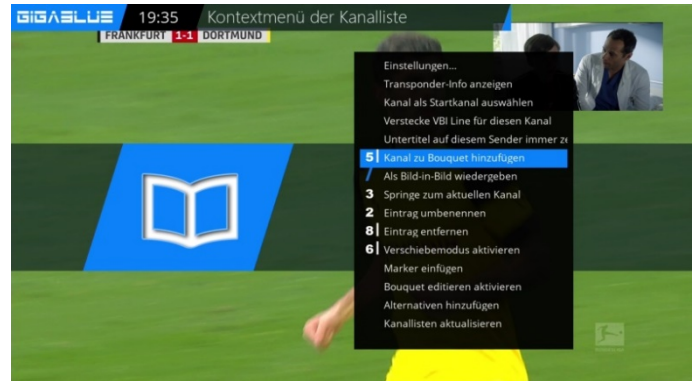 GIGABLUE 19:35 Kontextmenü der Kanalliste
FRANKFURT 1-1 DORTMUND
Einstellungen...
Transponder-Info anzeigen
Kanal als Startkanal auswählen
Verstecke VBI Line für diesen Kanal
Untertitel auf diesem Sender immer ze
5 Kanal zu Bouquet hinzufügen
Als Bild-in-Bild wiedergeben
3 Springe zum aktuellen Kanal
2 Eintrag umbenennen
8 Eintrag entfernen
6 Verschiebemodus aktivieren
Marker einfügen
Bouquet editieren aktivieren
Alternativen hinzufügen
Kanallisten aktualisieren